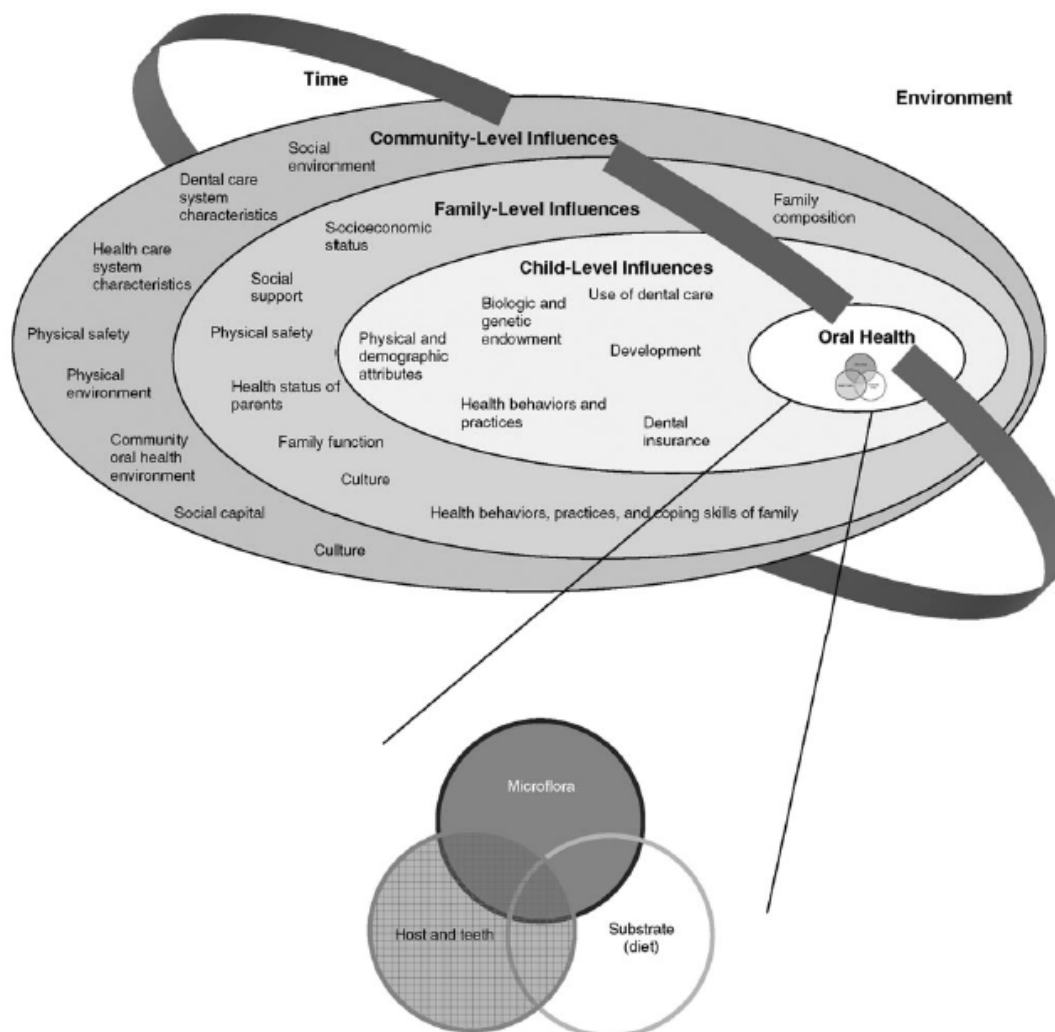 Time
Environment
Community-Level Influences
Social
environment
Dental care
system
characteristics
Family-Level Influences
Family
composition
Socioeconomic
status
Health care
system
characteristics
Child-Level Influences
Social
support
Biologic and
genetic
endowment
Use of dental care
Physical safety
Physical safety
Physical and
demographic
attributes
Development
Oral Health
Physical
environment
Health status of
parents
Health behaviors and
practices
Dental
insurance
Community
oral health
environment
Family function
Culture
Social capital
Health behaviors, practices, and coping skills of family
Culture
Microflora
Host and teeth
Substrate
(diet)